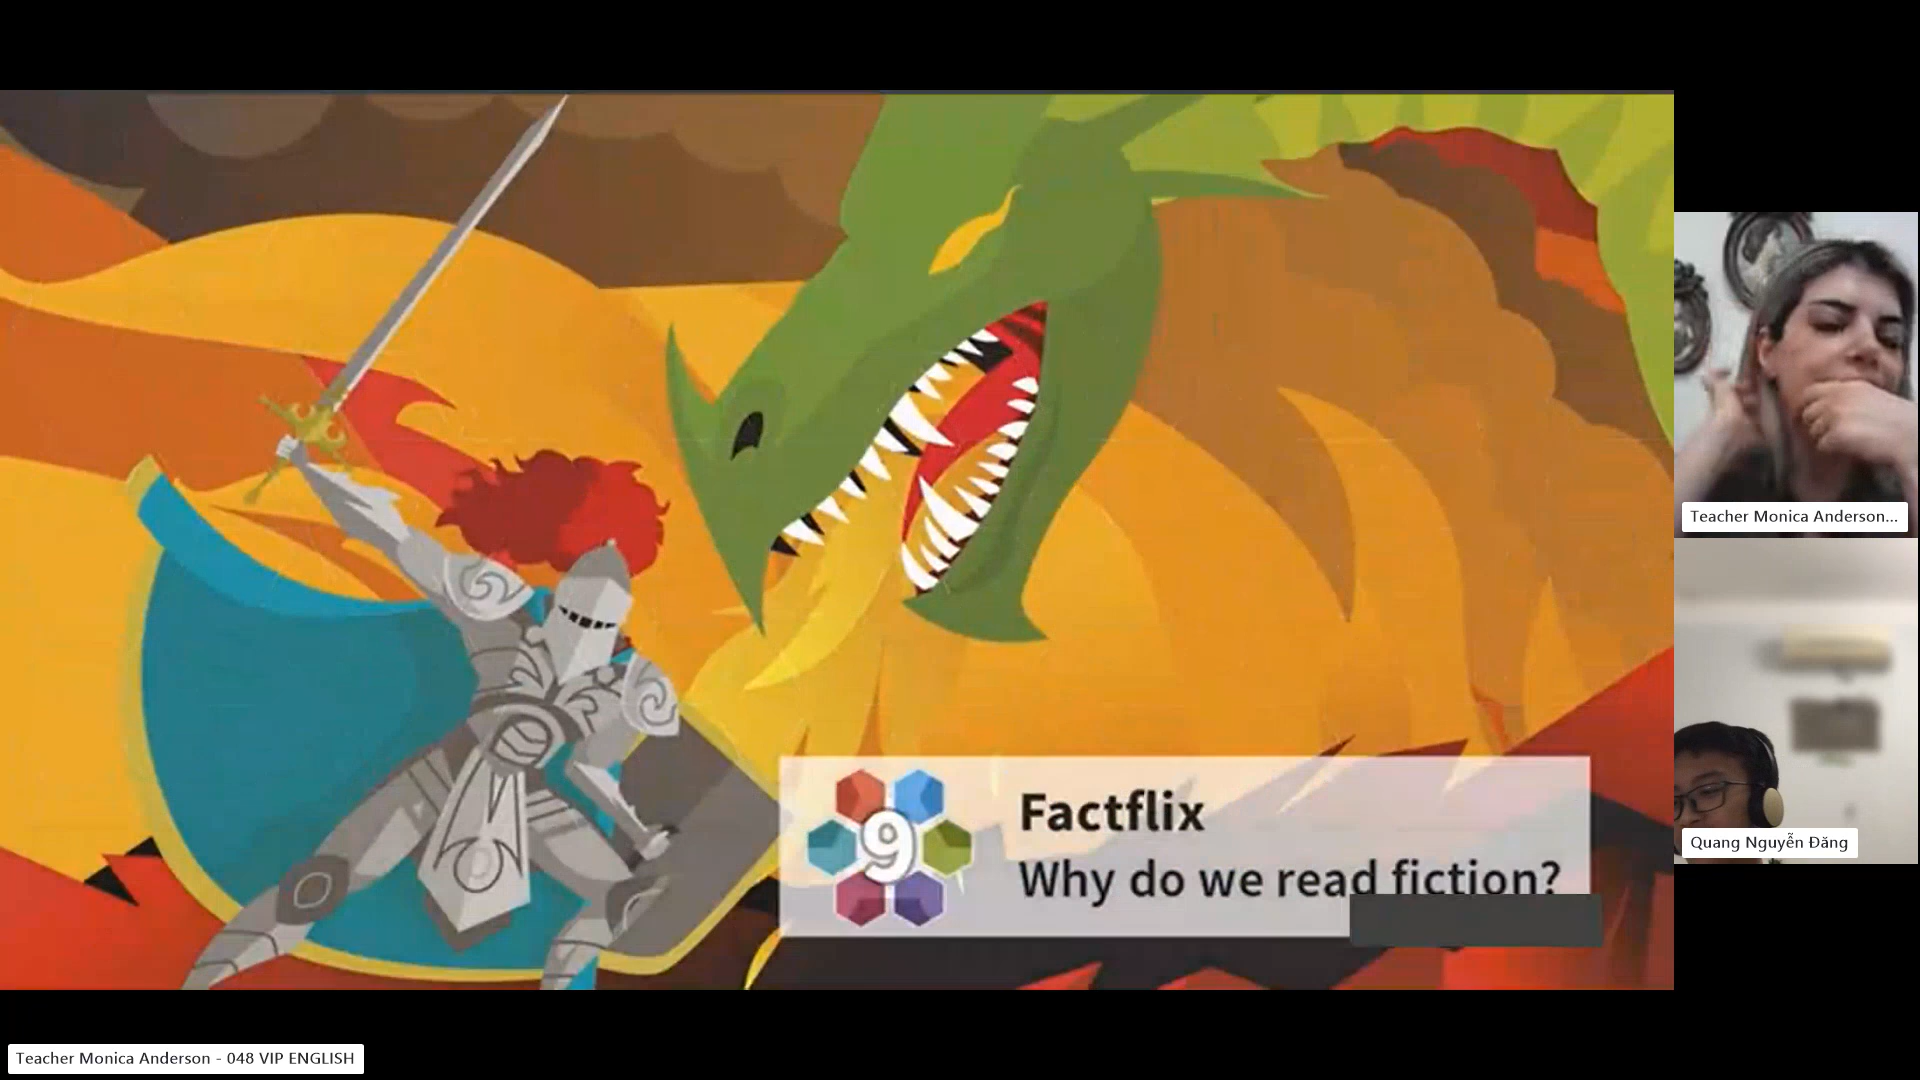 Teacher Monica Anderson...
9
Factflix
Why do we read fiction?
Quang Nguyễn Đăng
Teacher Monica Anderson - 048 VIP ENGLISH